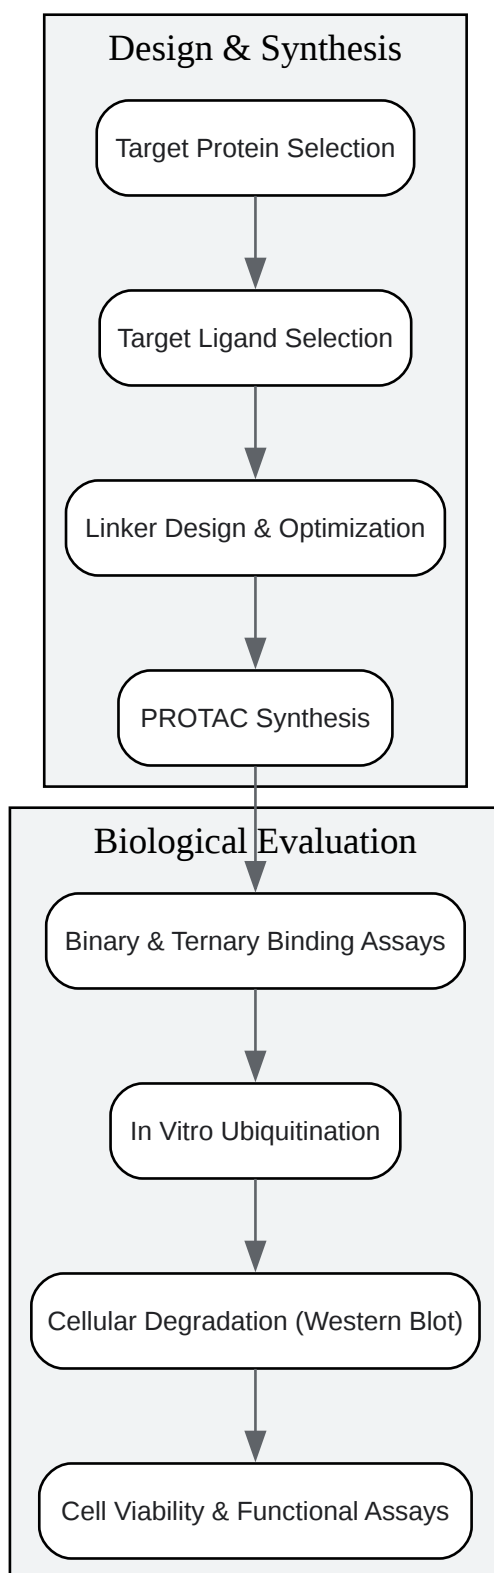 Design & Synthesis
Target Protein Selection
Target Ligand Selection
Linker Design & Optimization
PROTAC Synthesis
Biological Evaluation
Binary & Ternary Binding Assays
In Vitro Ubiquitination
Cellular Degradation (Western Blot)
Cell Viability & Functional Assays